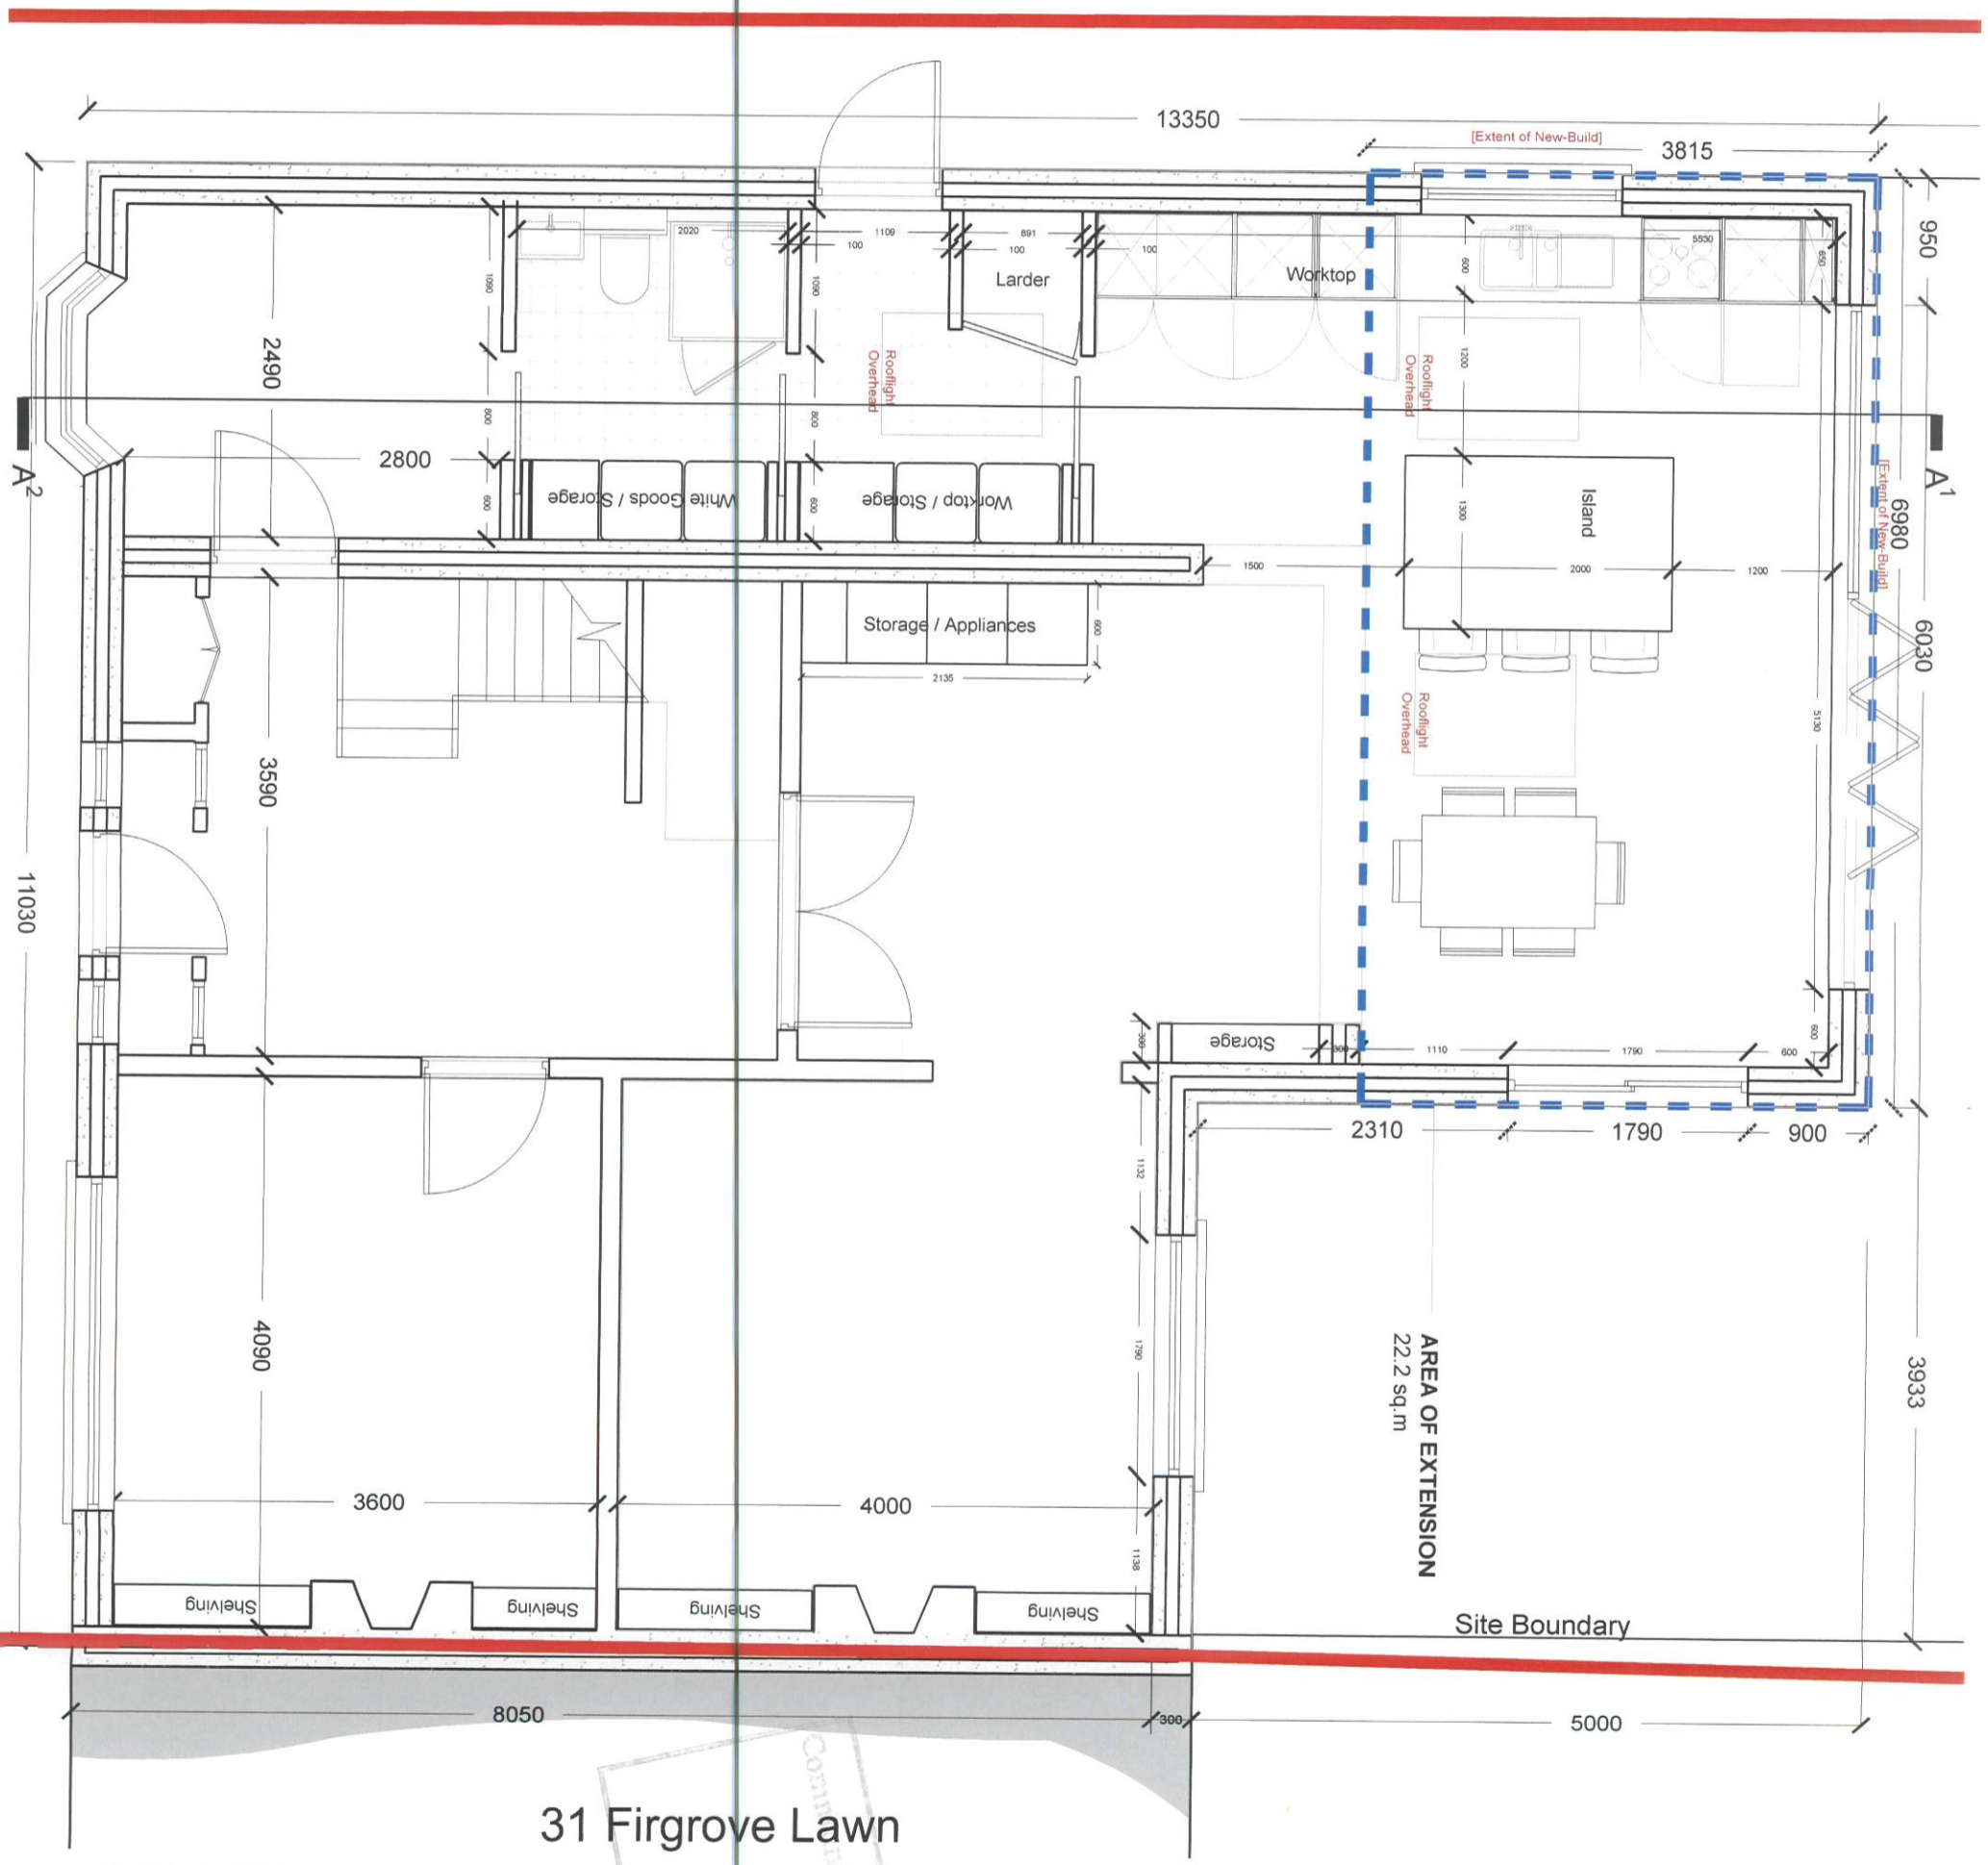 13350
[Extent of New-Build]
3815
950
2020
1109
891
5530
100
100
100
650
Larder
Worktop
600
1090
1090
2490
Rooflight
Overhead
Rooflight
Overhead
1200
A²
A¹
[Extent of New-Build]
6980
800
800
2800
White Goods / Storage
Worktop / Storage
600
600
1300
Island
1500
2000
1200
6030
Storage / Appliances
600
2135
Rooflight
Overhead
5130
3590
11030
Storage
300
300
1110
1790
600
600
2310
1790
900
1132
4090
1790
AREA OF EXTENSION
22.2 sq.m
3933
3600
4000
1138
Shelving
Shelving
Shelving
Shelving
Site Boundary
8050
300
5000
31 Firgrove Lawn